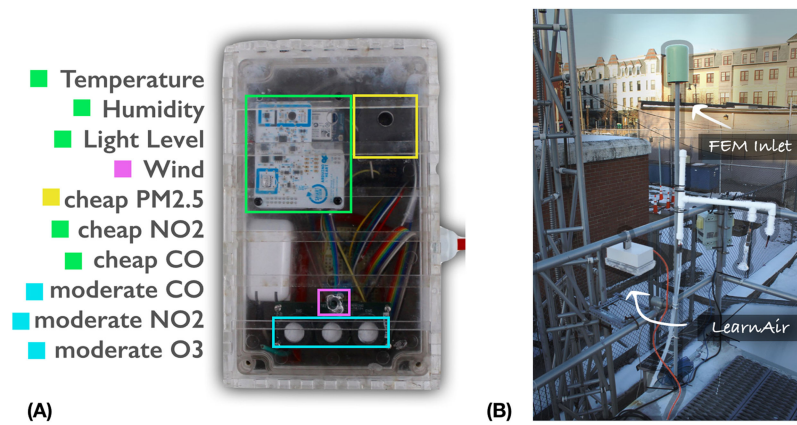 Temperature
Humidity
Light Level
Wind
cheap PM2.5
cheap NO2
cheap CO
moderate CO
moderate NO2
moderate O3
(A)
FEM Inlet
LearnAir
(B)